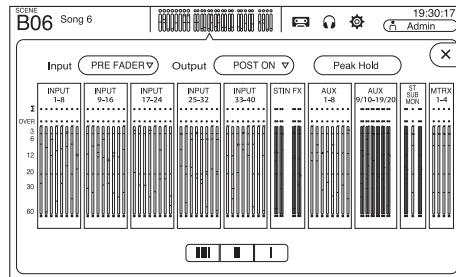 SCENE
B06 Song 6
19:30:17
Admin
Input PRE FADER Output POST ON Peak Hold
INPUT 1-8
INPUT 9-16
INPUT 17-24
INPUT 25-32
INPUT 33-40
STIN FX
AUX 1-8
AUX 9/10-19/20
ST SUB MON
MTRX 1-4
Σ
OVER
3
6
12
20
30
60